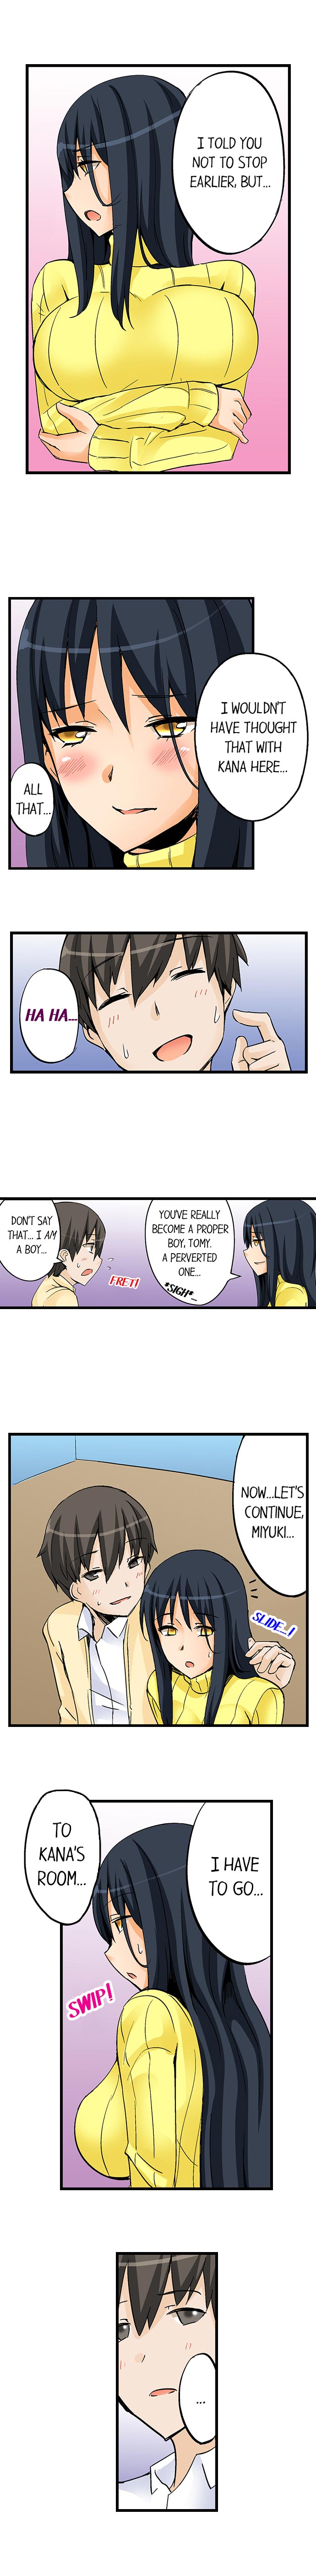 I TOLD YOU
NOT TO STOP
EARLIER, BUT...
I WOULDN'T
HAVE THOUGHT
THAT WITH
KANA HERE...
ALL
THAT...
HA HA...
DON'T SAY
THAT... I AM
A BOY...
FRET!
YOU'VE REALLY
BECOME A PROPER
BOY, TOMY.
A PERVERTED
ONE...
*SIGH*...
NOW...LET'S
CONTINUE,
MIYUKI...
SLIDE...!
TO
KANA'S
ROOM...
I HAVE
TO GO...
SWIP!
...